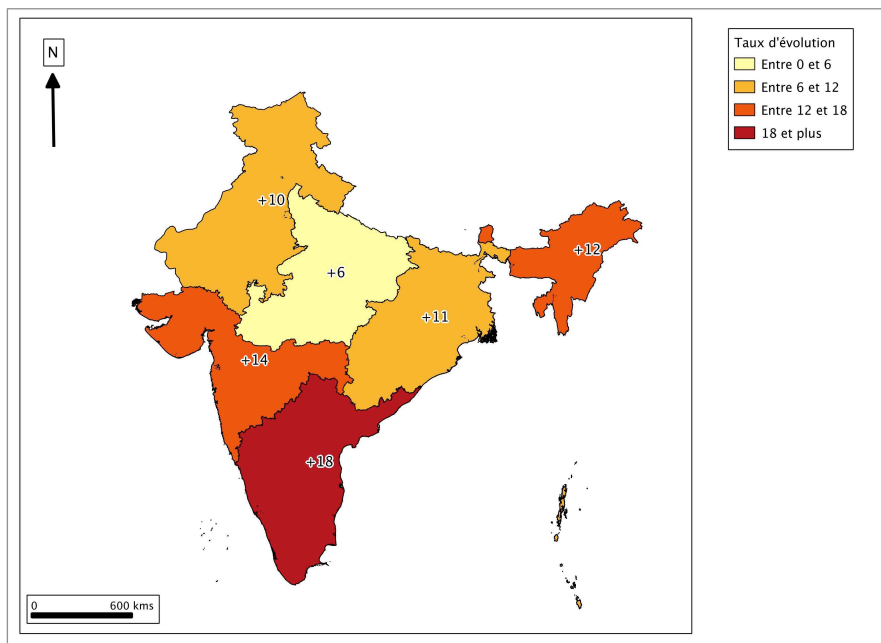 N
Taux d'évolution
Entre 0 et 6
Entre 6 et 12
Entre 12 et 18
18 et plus
+10
+12
+6
+11
+14
+18
0 600 kms